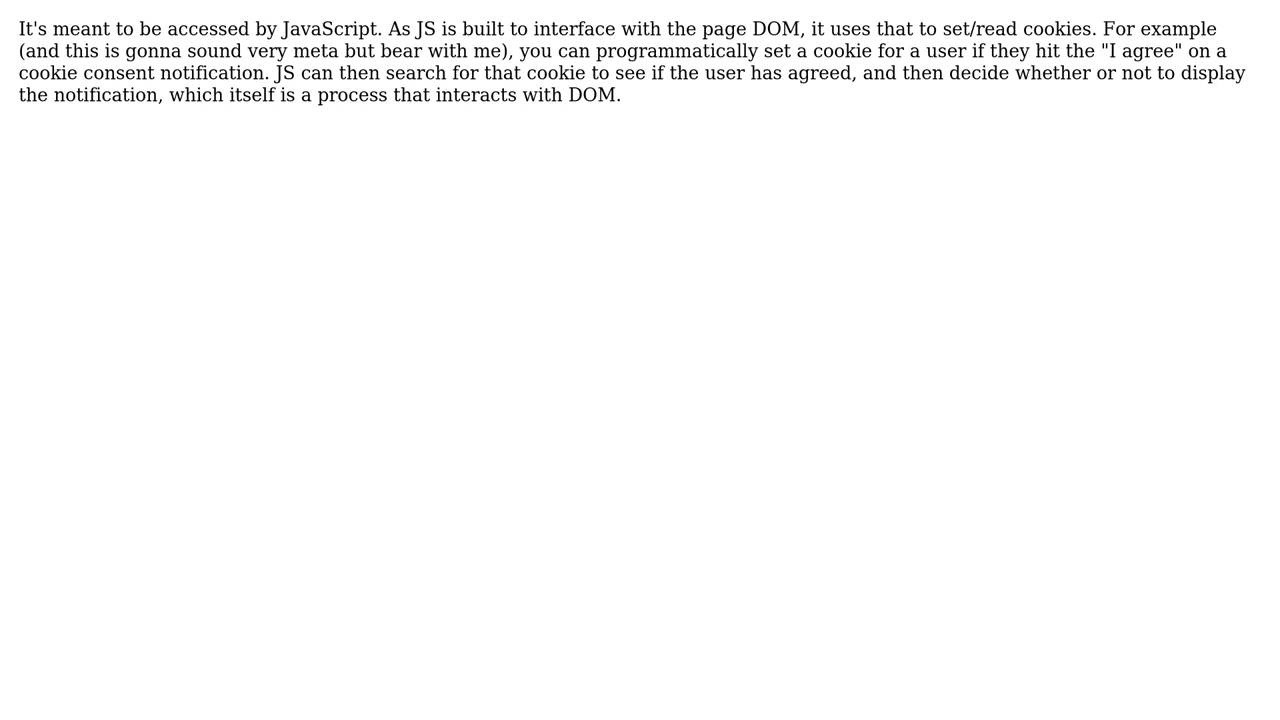 It's meant to be accessed by JavaScript. As JS is built to interface with the page DOM, it uses that to set/read cookies. For example
(and this is gonna sound very meta but bear with me), you can programmatically set a cookie for a user if they hit the "I agree" on a
cookie consent notification. JS can then search for that cookie to see if the user has agreed, and then decide whether or not to display
the notification, which itself is a process that interacts with DOM.